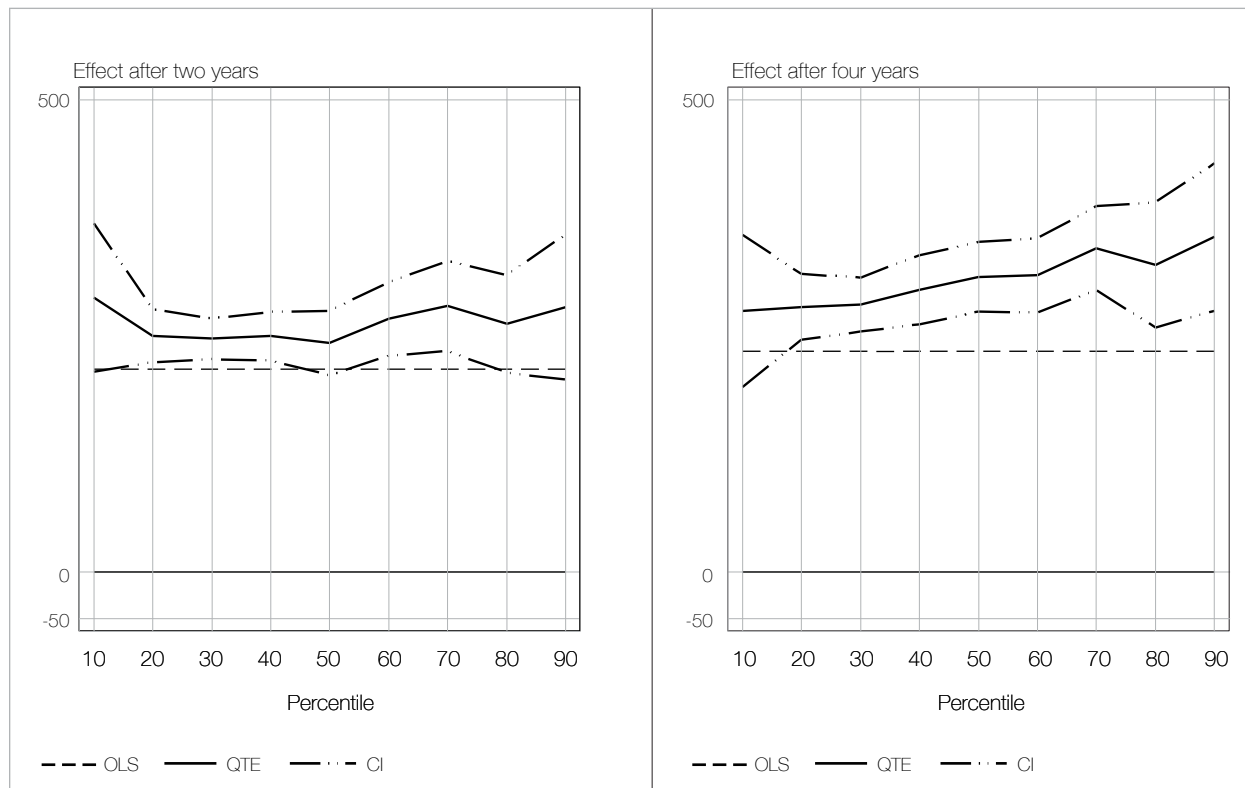 Effect after two years
500
0
-50
10 20 30 40 50 60 70 80 90
Percentile
OLS QTE CI
Effect after four years
500
0
-50
10 20 30 40 50 60 70 80 90
Percentile
OLS QTE CI